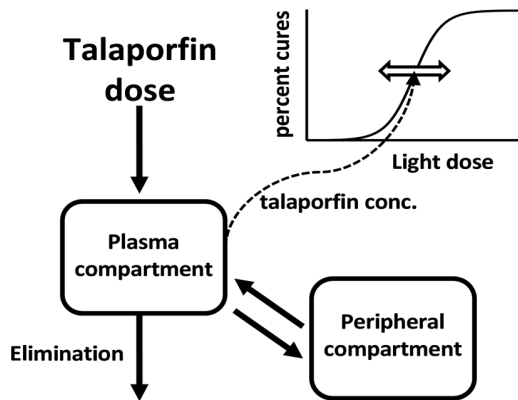 Talaporfin
dose
percent cures
Light dose
talaporfin conc.
Plasma
compartment
Peripheral
compartment
Elimination